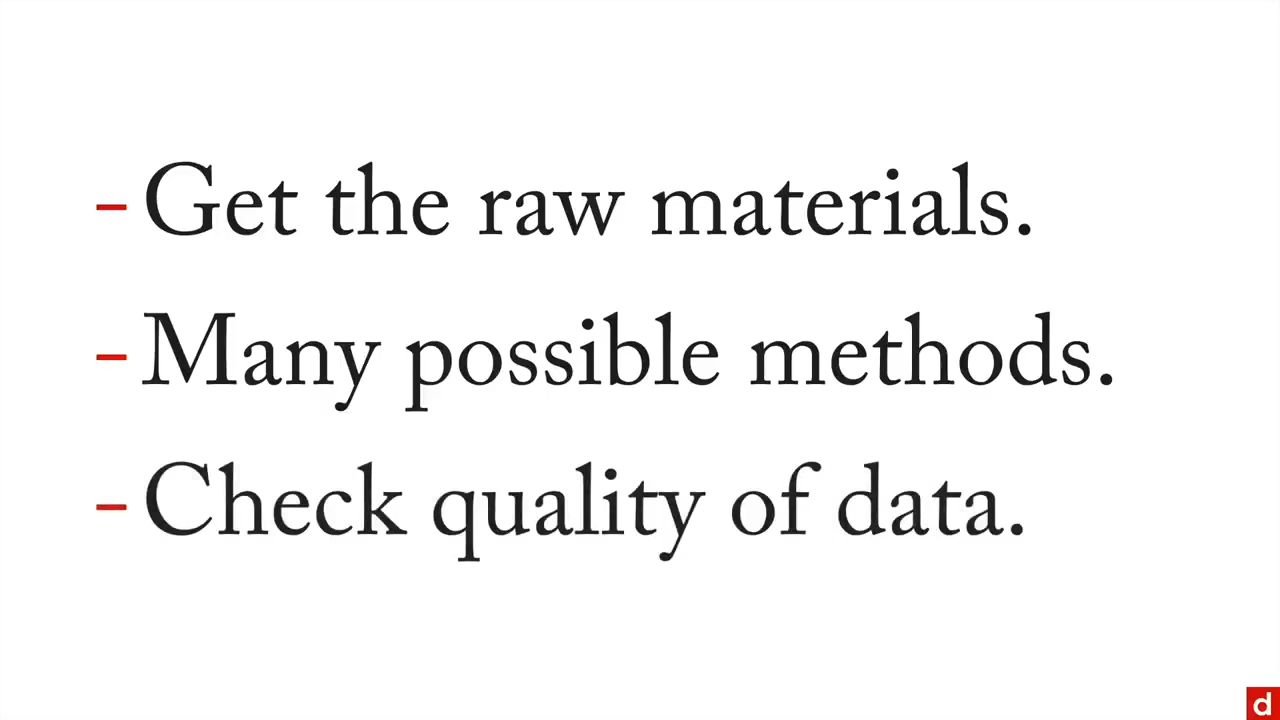 - Get the raw materials.
- Many possible methods.
- Check quality of data.
d